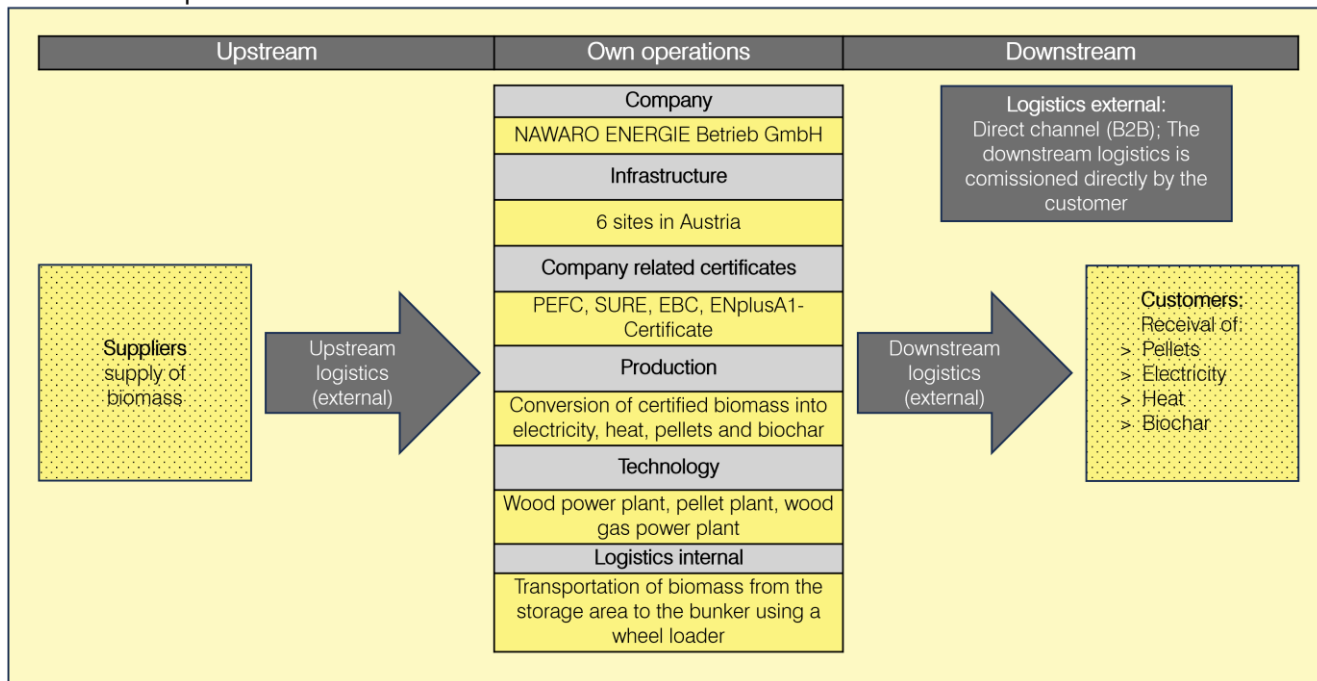 Upstream
Own operations
Downstream
Suppliers
supply of
biomass
Upstream
logistics
(external)
Company
NAWARO ENERGIE Betrieb GmbH
Infrastructure
6 sites in Austria
Company related certificates
PEFC, SURE, EBC, ENplusA1-
Certificate
Production
Conversion of certified biomass into
electricity, heat, pellets and biochar
Technology
Wood power plant, pellet plant, wood
gas power plant
Logistics internal
Transportation of biomass from the
storage area to the bunker using a
wheel loader
Logistics external:
Direct channel (B2B); The
downstream logistics is
comissioned directly by the
customer
Downstream
logistics
(external)
Customers:
Receival of:
> Pellets
> Electricity
> Heat
> Biochar